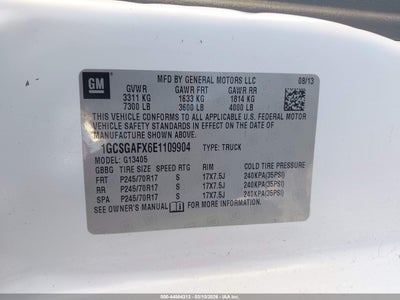 GM
MFD BY GENERAL MOTORS LLC 08/13
GVWR GAWR FRT GAWR RR
3311 KG 1633 KG 1814 KG
7300 LB 3600 LB 4000 LB
THIS VEHICLE CONFORMS TO ALL APPLICABLE U.S. FEDERAL
MOTOR VEHICLE SAFETY STANDARDS IN EFFECT ON THE DATE OF
MANUFACTURE SHOWN ABOVE.
1GCSGAFX6E1109904 TYPE: TRUCK
MODEL: G13405
GBBG TIRE SIZE SPEED RTG RIM COLD TIRE PRESSURE
FRT P245/70R17 S 17X7.5J 240KPA(35PSI)
RR P245/70R17 S 17X7.5J 240KPA(35PSI)
SPA P245/70R17 S 17X7.5J 240KPA(35PSI)
SEE OWNER'S MANUAL FOR MORE INFORMATION.